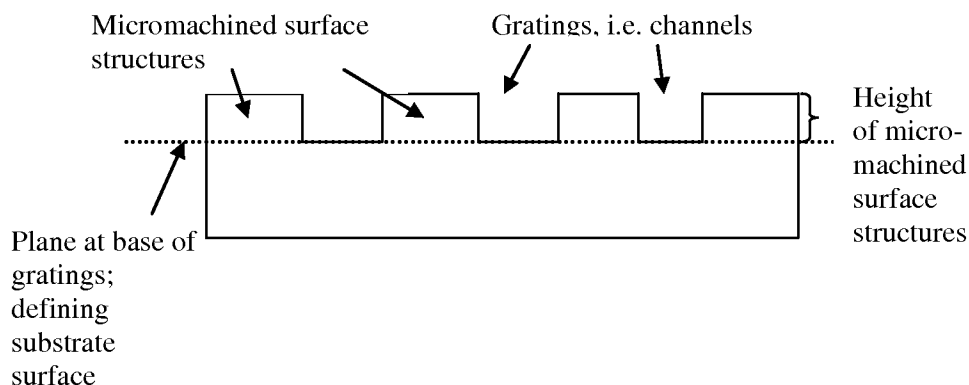 Micromachined surface
structures
Gratings, i.e. channels
Height
of micro-
machined
surface
structures
Plane at base of
gratings;
defining
substrate
surface